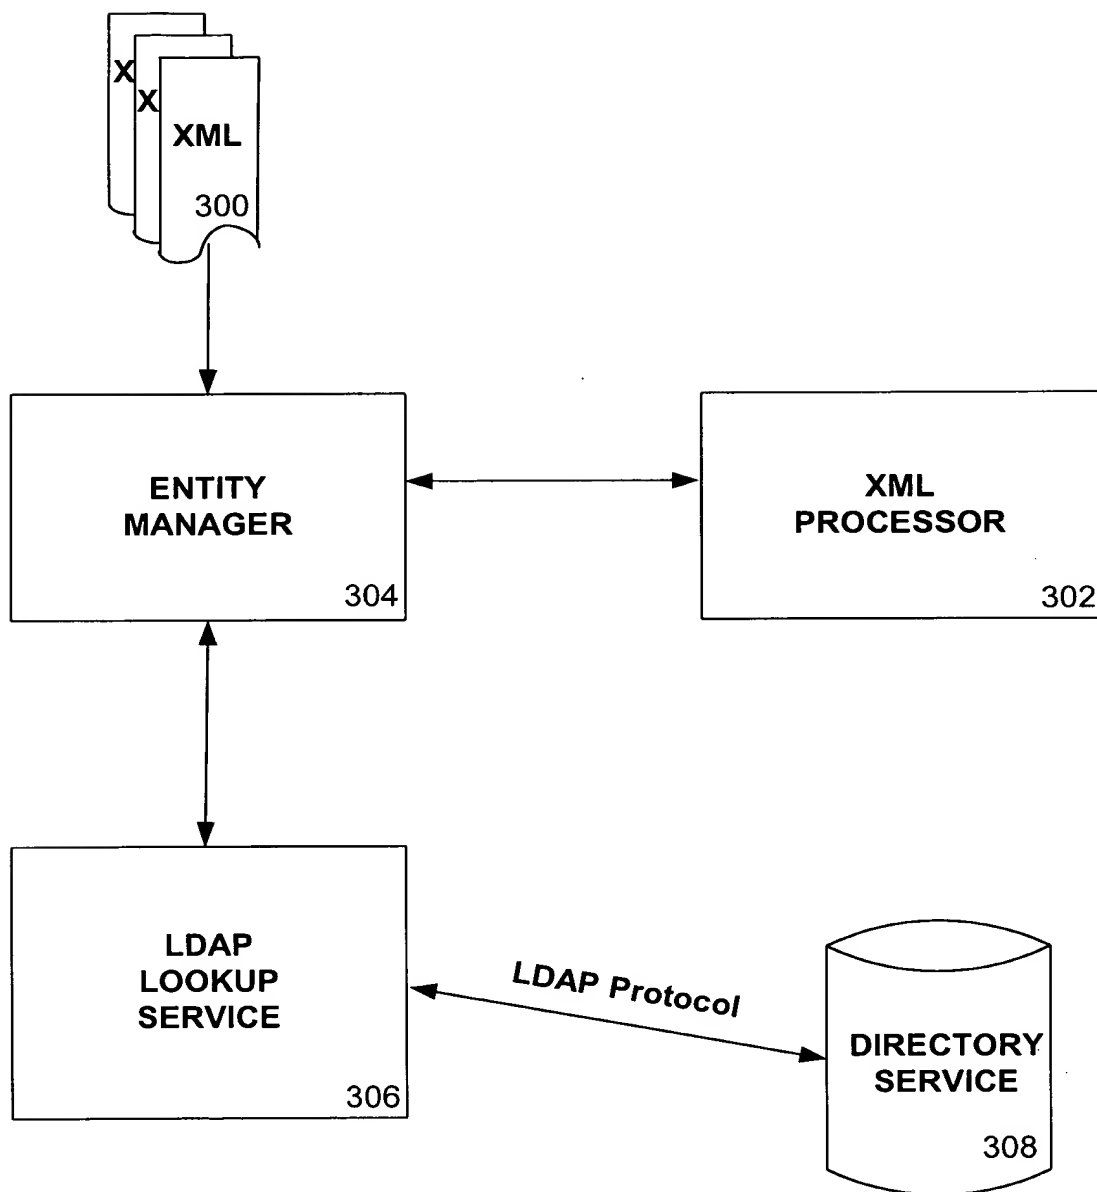 X
X
XML
300
ENTITY
MANAGER
304
XML
PROCESSOR
302
LDAP
LOOKUP
SERVICE
306
LDAP Protocol
DIRECTORY
SERVICE
308